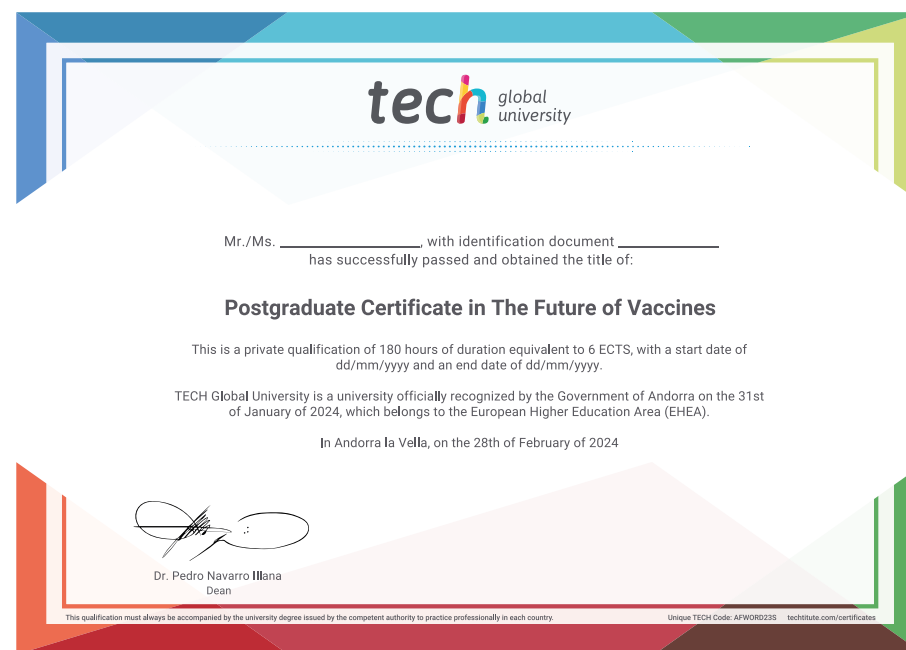 tech global
university
Mr./Ms. ____________, with identification document ____________
has successfully passed and obtained the title of:
Postgraduate Certificate in The Future of Vaccines
This is a private qualification of 180 hours of duration equivalent to 6 ECTS, with a start date of
dd/mm/yyyy and an end date of dd/mm/yyyy.
TECH Global University is a university officially recognized by the Government of Andorra on the 31st
of January of 2024, which belongs to the European Higher Education Area (EHEA).
In Andorra la Vella, on the 28th of February of 2024
Dr. Pedro Navarro Illana
Dean
This qualification must always be accompanied by the university degree issued by the competent authority to practice professionally in each country.
Unique TECH Code: AFWORD23S techtitute.com/certificates